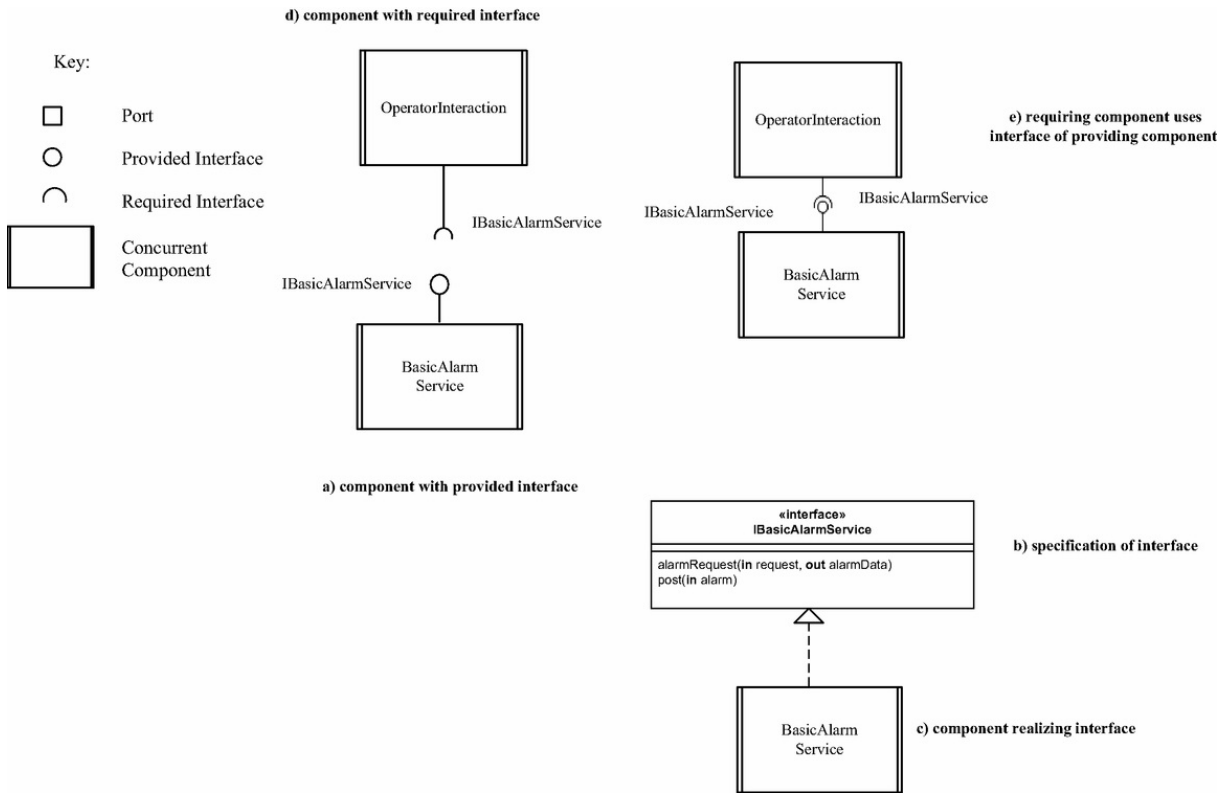 d) component with required interface
Key:
Port
Provided Interface
Required Interface
Concurrent
Component
OperatorInteraction
IBasicAlarmService
IBasicAlarmService
BasicAlarm
Service
a) component with provided interface
OperatorInteraction
e) requiring component uses
interface of providing component
IBasicAlarmService
IBasicAlarmService
BasicAlarm
Service
«interface»
IBasicAlarmService
alarmRequest(in request, out alarmData)
post(in alarm)
b) specification of interface
BasicAlarm
Service
c) component realizing interface